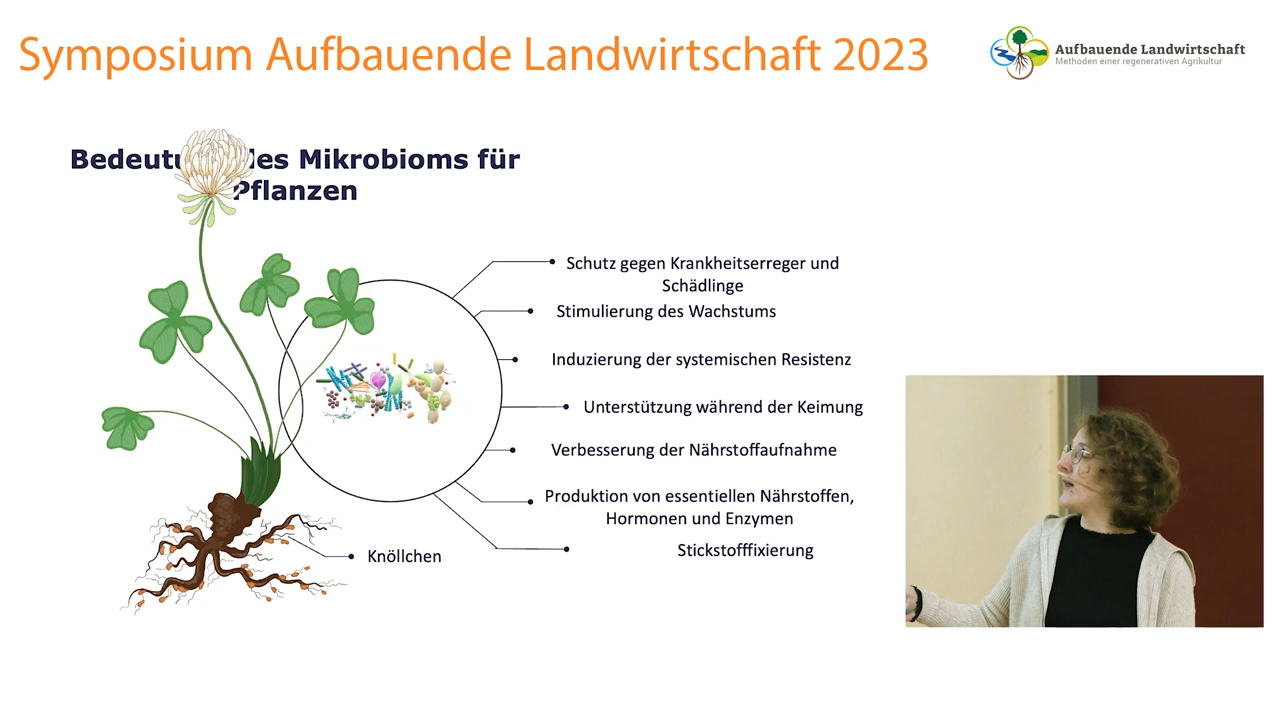 Symposium Aufbauende Landwirtschaft 2023
Aufbauende Landwirtschaft
Methoden einer regenerativen Agrikultur
Mikrobioms für
Pflanzen
Schutz gegen Krankheitserreger und
Schädlinge
Stimulierung des Wachstums
Induzierung der systemischen Resistenz
Unterstützung während der Keimung
Verbesserung der Nährstoffaufnahme
Produktion von essentiellen Nährstoffen,
Hormonen und Enzymen
Stickstofffixierung
Knöllchen